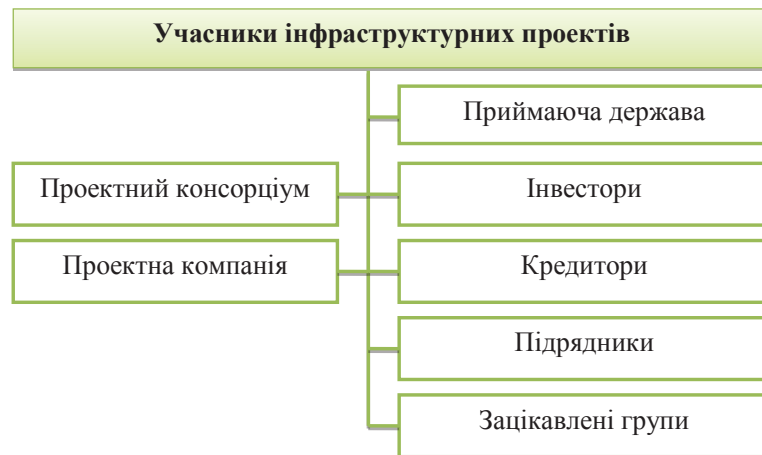 Учасники інфраструктурних проектів
Приймаюча держава
Проектний консорціум
Інвестори
Проектна компанія
Кредитори
Підрядники
Зацікавлені групи